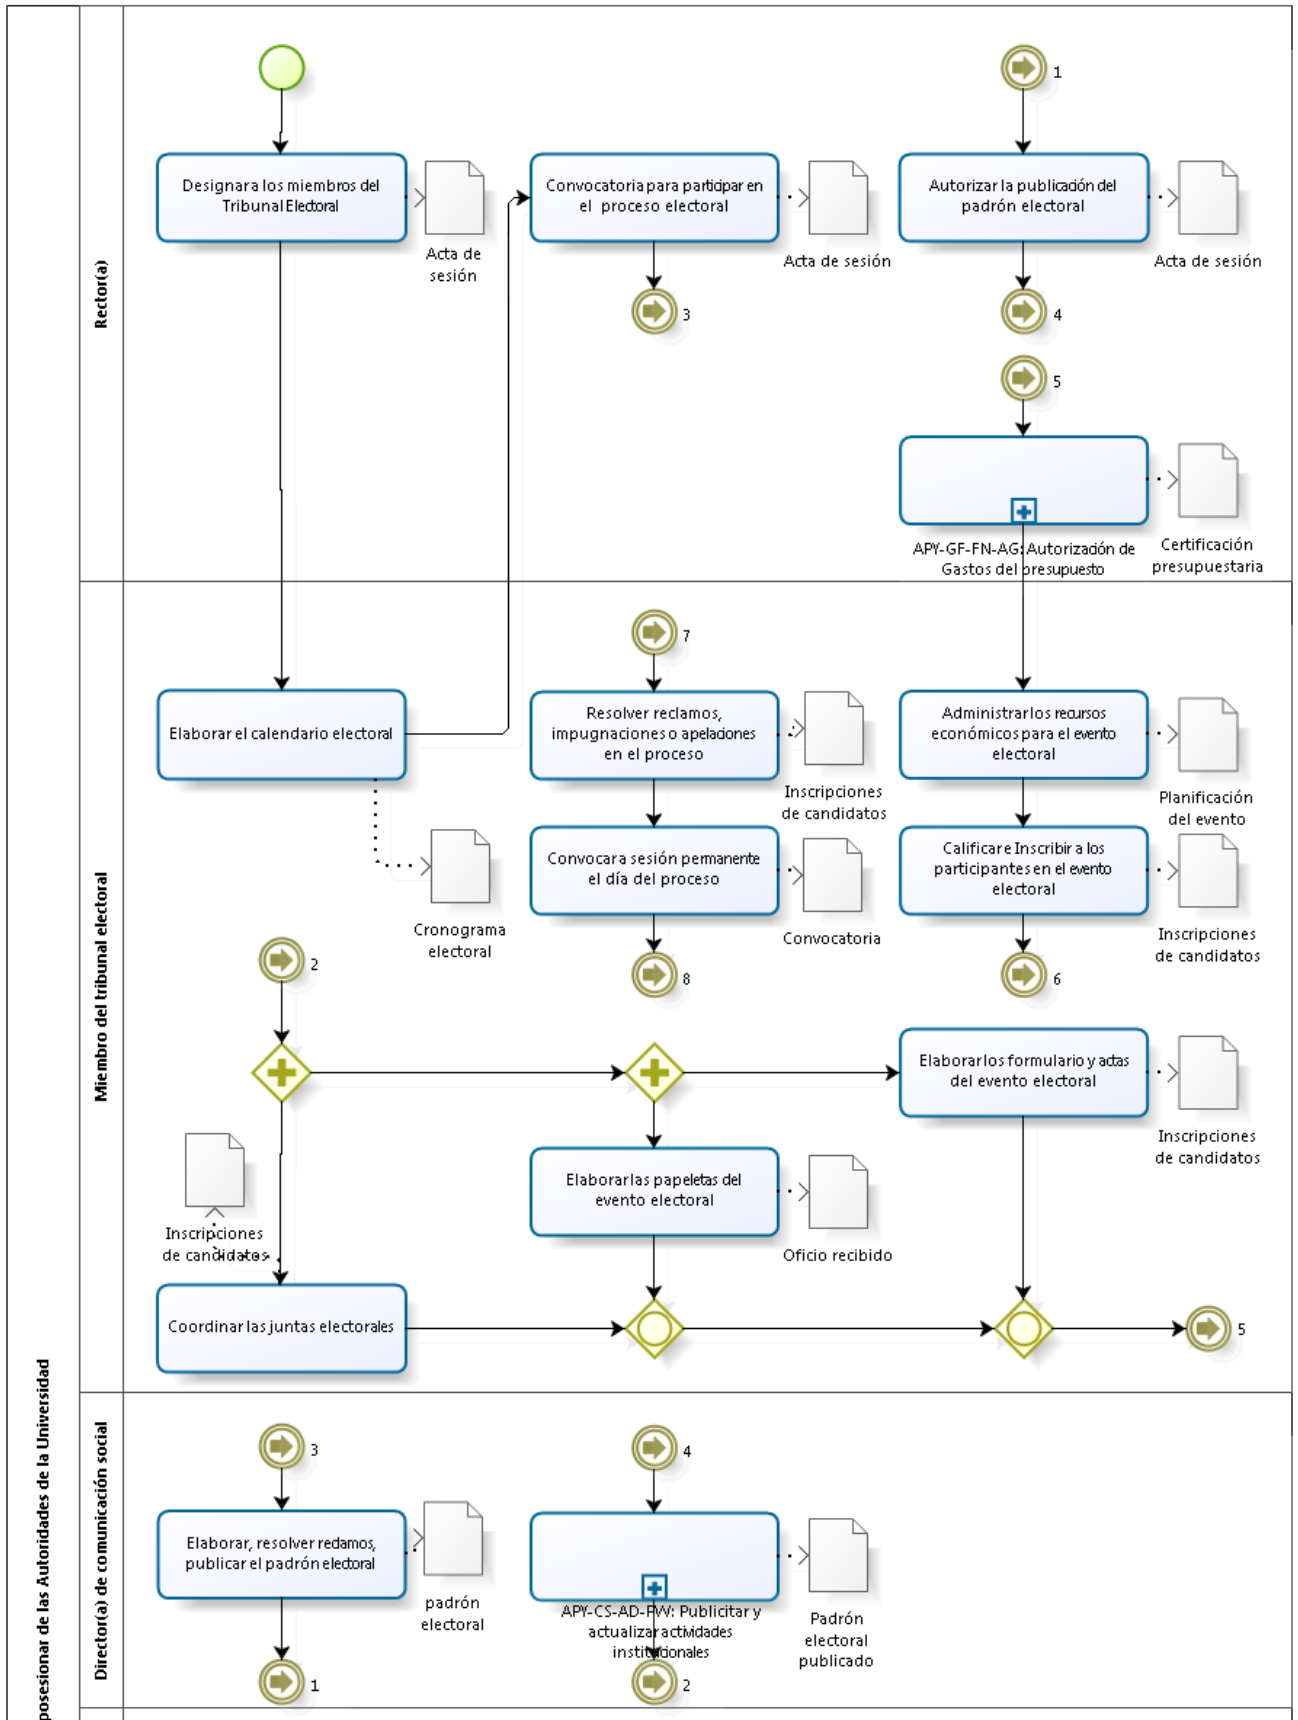 posesionar de las Autoridades de la Universidad
Rector(a)
1
Designara los miembros del
Tribunal Electoral
Acta de
sesión
Convocatoria para participar en
el proceso electoral
Acta de sesión
Autorizar la publicación del
padrón electoral
Acta de sesión
3
4
5
APY-GF-FN-AG: Autorización de
Gastos del presupuesto
Certificación
presupuestaria
Miembro del tribunal electoral
7
Elaborar el calendario electoral
Resolver reclamos,
impugnaciones o apelaciones
en el proceso
Inscripciones
de candidatos
Administrar los recursos
económicos para el evento
electoral
Planificación
del evento
Cronograma
electoral
Convocar a sesión permanente
el día del proceso
Convocatoria
Calificar e Inscribir a los
participantes en el evento
electoral
Inscripciones
de candidatos
2
8
6
Elaborar los formulario y actas
del evento electoral
Inscripciones
de candidatos
Inscripciones
de candidatos
Elaborar las papeletas del
evento electoral
Oficio recibido
Coordinar las juntas electorales
5
Director(a) de comunicación social
3
4
Elaborar, resolver reclamos,
publicar el padrón electoral
padrón
electoral
APY-CS-AD-PW: Publicitar y
actualizar actividades
institucionales
Padrón
electoral
publicado
1
2